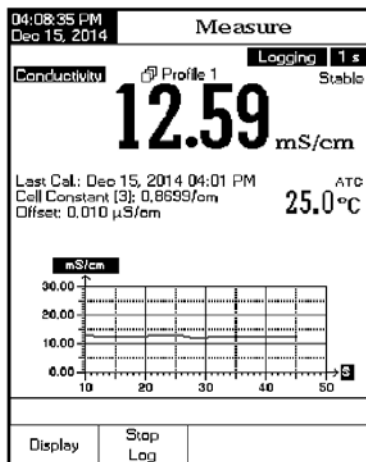 04:08:35 PM
Dec 15, 2014
Measure
Logging 1 s
Conductivity Profile 1 Stable
12.59 mS/cm
Last Cal.: Dec 15, 2014 04:01 PM
Cell Constant [3]: 0.8699/cm
Offset: 0.010 µS/cm
ATC
25.0°C
mS/cm
30.00
20.00
10.00
0.00
10 20 30 40 50 S
Display
Stop
Log